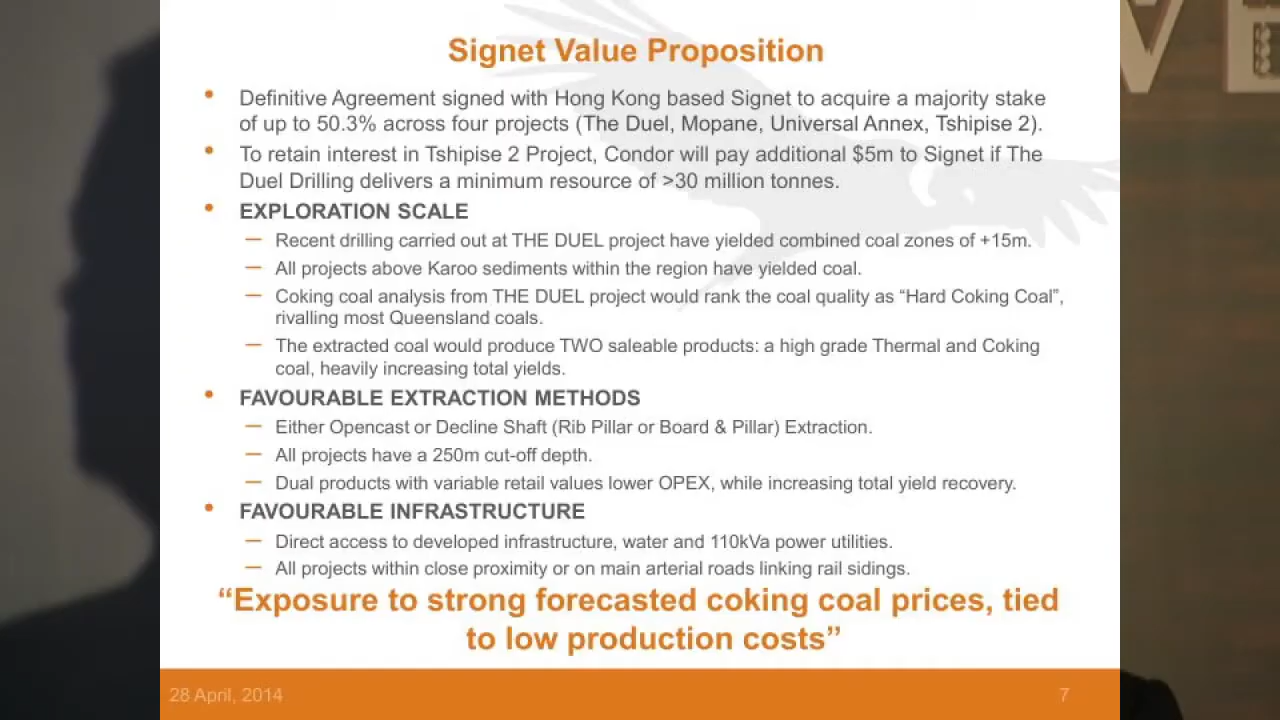 Signet Value Proposition
• Definitive Agreement signed with Hong Kong based Signet to acquire a majority stake
of up to 50.3% across four projects (The Duel, Mopane, Universal Annex, Tshipise 2).
• To retain interest in Tshipise 2 Project, Condor will pay additional $5m to Signet if The
Duel Drilling delivers a minimum resource of >30 million tonnes.
• EXPLORATION SCALE
— Recent drilling carried out at THE DUEL project have yielded combined coal zones of +15m.
— All projects above Karoo sediments within the region have yielded coal.
— Coking coal analysis from THE DUEL project would rank the coal quality as “Hard Coking Coal”,
rivalling most Queensland coals.
— The extracted coal would produce TWO saleable products: a high grade Thermal and Coking
coal, heavily increasing total yields.
• FAVOURABLE EXTRACTION METHODS
— Either Opencast or Decline Shaft (Rib Pillar or Board & Pillar) Extraction.
— All projects have a 250m cut-off depth.
— Dual products with variable retail values lower OPEX, while increasing total yield recovery.
• FAVOURABLE INFRASTRUCTURE
— Direct access to developed infrastructure, water and 110kVa power utilities.
— All projects within close proximity or on main arterial roads linking rail sidings.
“Exposure to strong forecasted coking coal prices, tied
to low production costs”
28 April, 2014
7